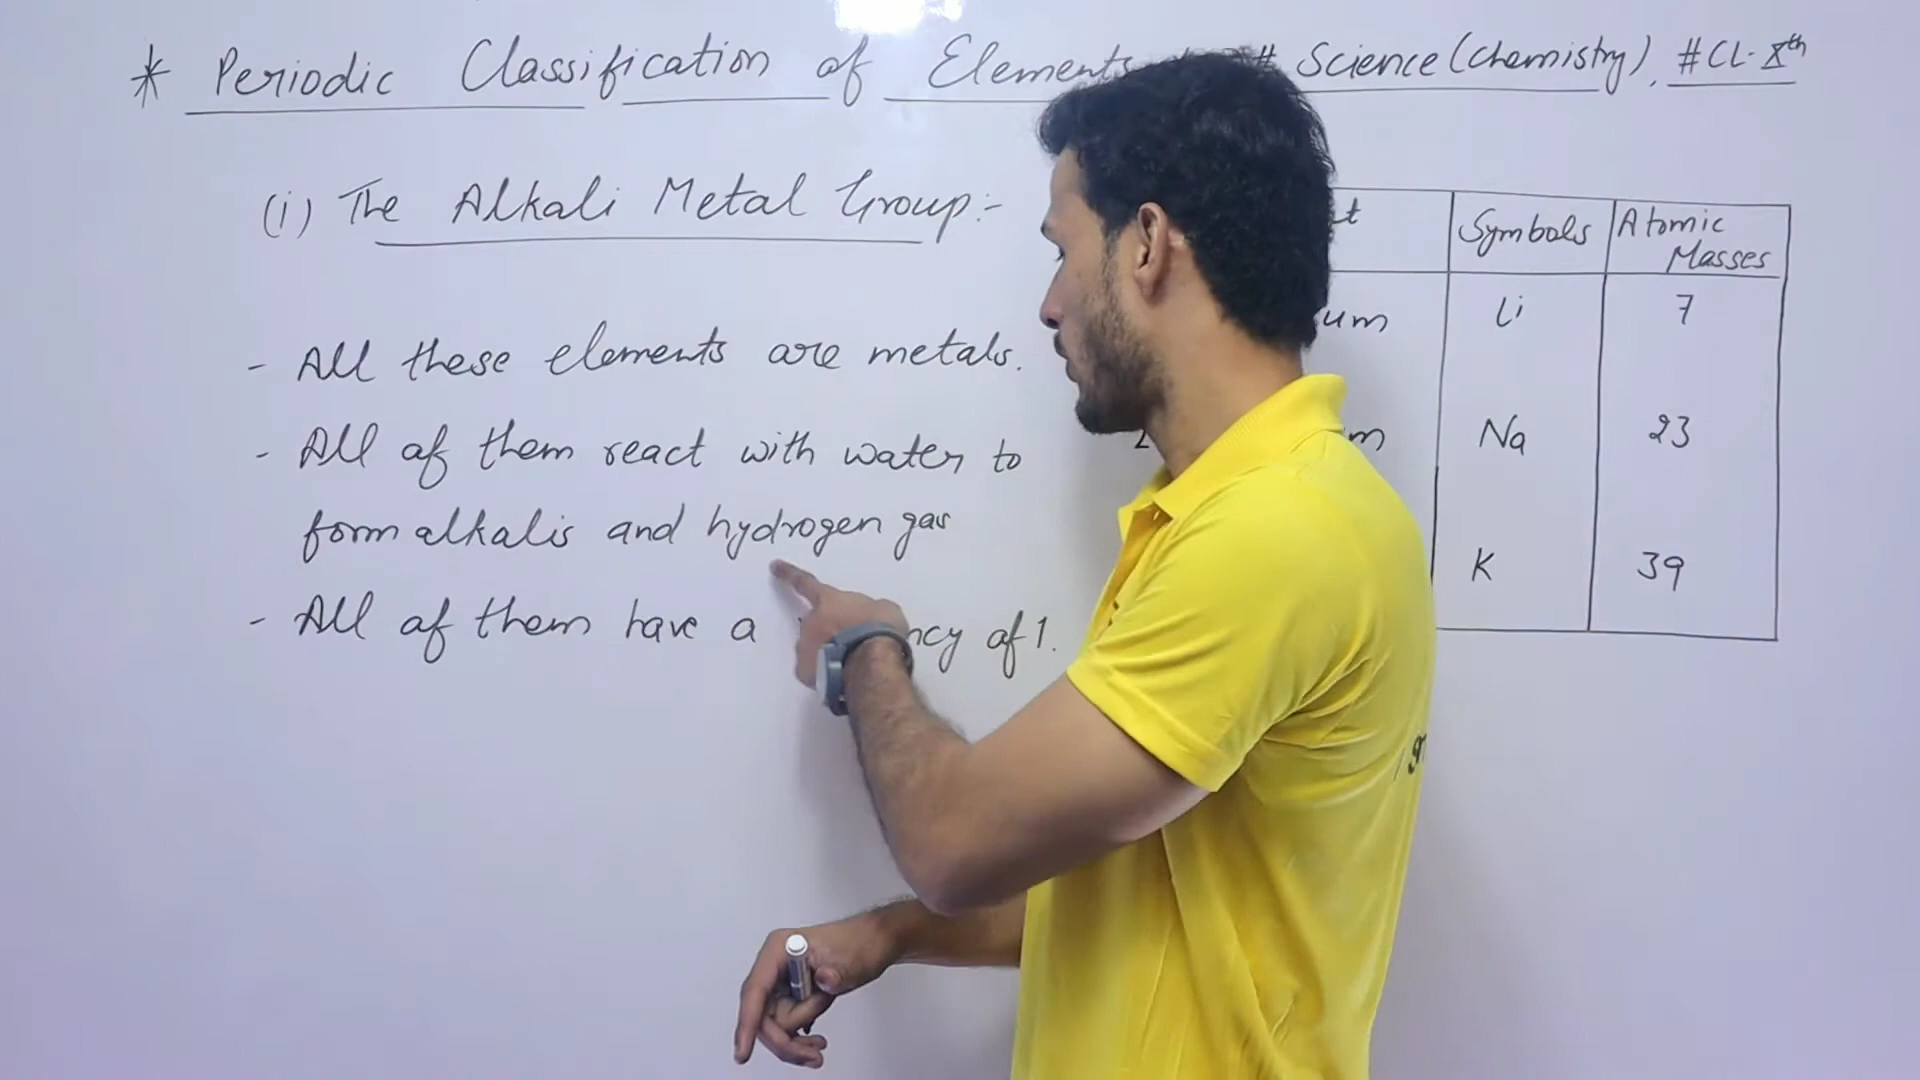 * Periodic Classification of Elements # Science (Chemistry), # CL-Xth
(i) The Alkali Metal Group:-
- All these elements are metals.
- All of them react with water to
form alkalis and hydrogen gas
- All of them have a of 1.
Symbols Atomic Masses
Li 7
Na 23
K 39